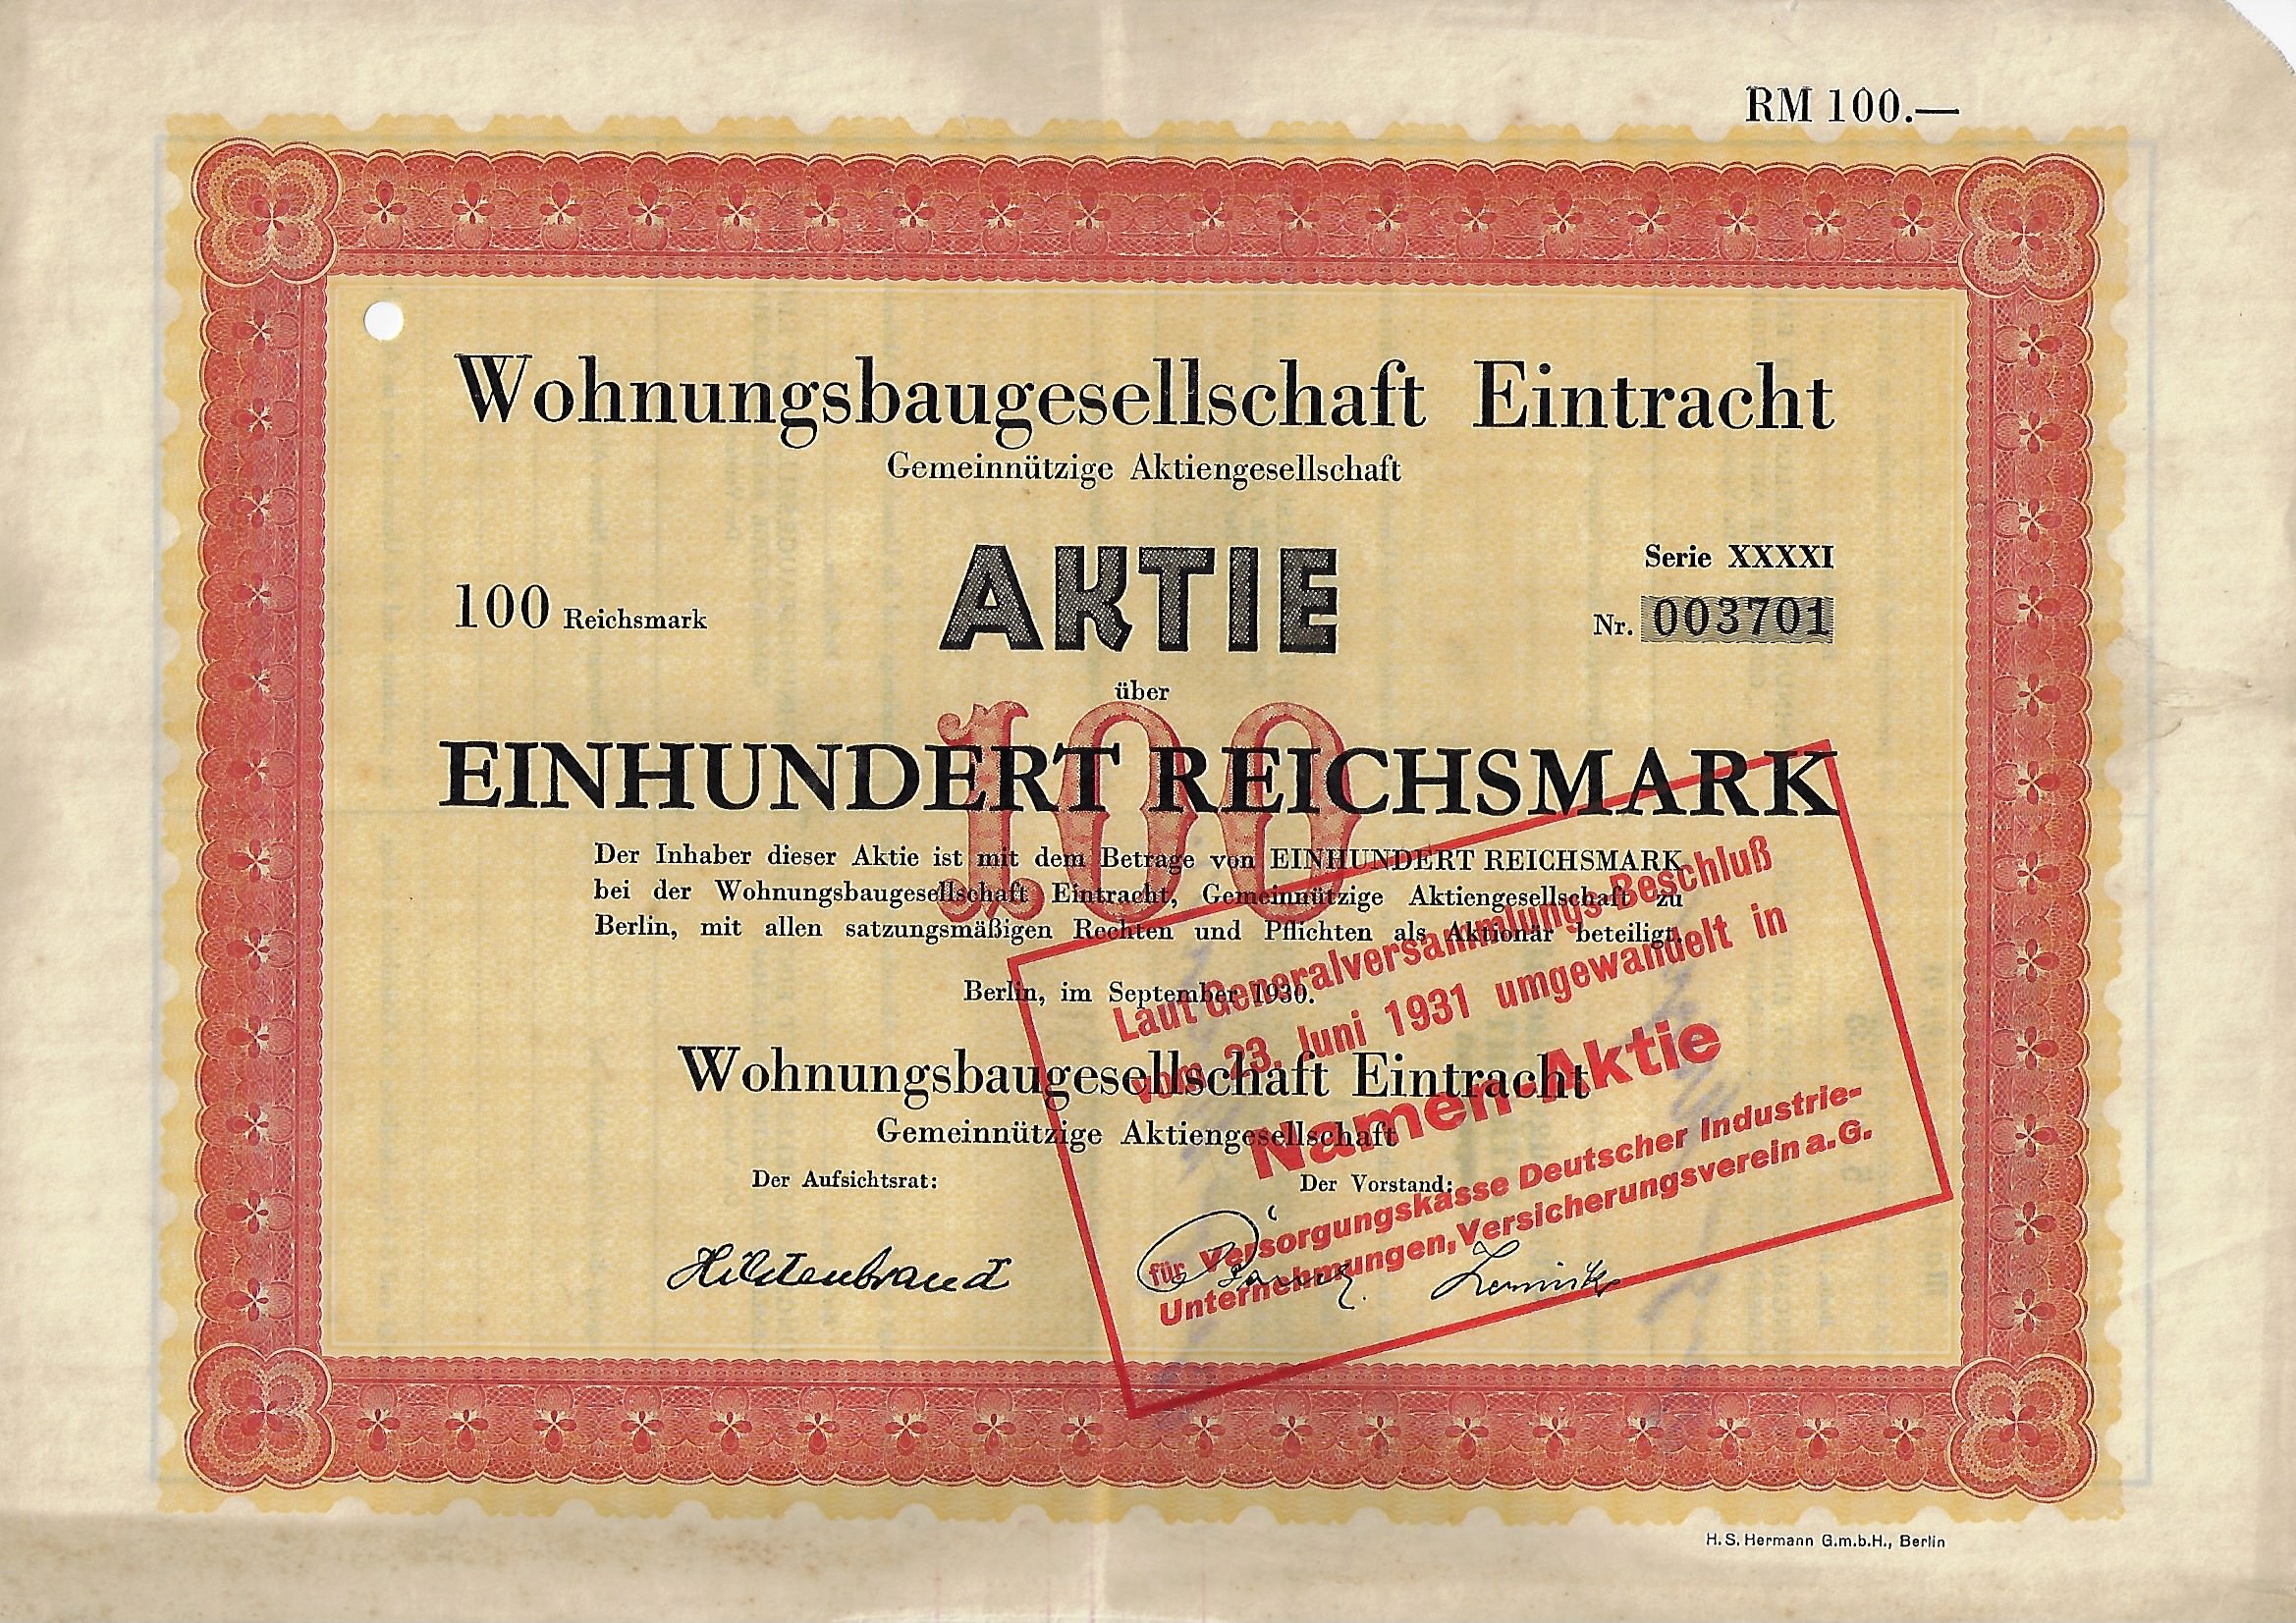 RM 100.—
Wohnungsbaugesellschaft Eintracht
Gemeinnützige Aktiengesellschaft
AKTIE
Serie XXXXI
100 Reichsmark
Nr. 003701
über
100
EINHUNDERT REICHSMARK
Der Inhaber dieser Aktie ist mit dem Betrage von EINHUNDERT REICHSMARK
bei der Wohnungsbaugesellschaft Eintracht, Gemeinnützige Aktiengesellschaft zu
Berlin, mit allen satzungsmäßigen Rechten und Pflichten als Aktionär beteiligt.
Berlin, im September 1930.
Wohnungsbaugesellschaft Eintracht
Gemeinnützige Aktiengesellschaft
Der Aufsichtsrat:
Der Vorstand:
Laut Generalversammlungs-Beschluß
vom 23. Juni 1931 umgewandelt in
Namen-Aktie
für Versorgungskasse Deutscher Industrie-
Unternehmungen, Versicherungsverein a. G.
H. S. Hermann G.m.b.H., Berlin